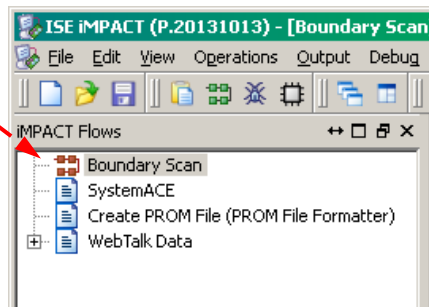 ISE iMPACT (P.20131013) - [Boundary Scan
File Edit View Operations Output Debug
iMPACT Flows
Boundary Scan
SystemACE
Create PROM File (PROM File Formatter)
WebTalk Data